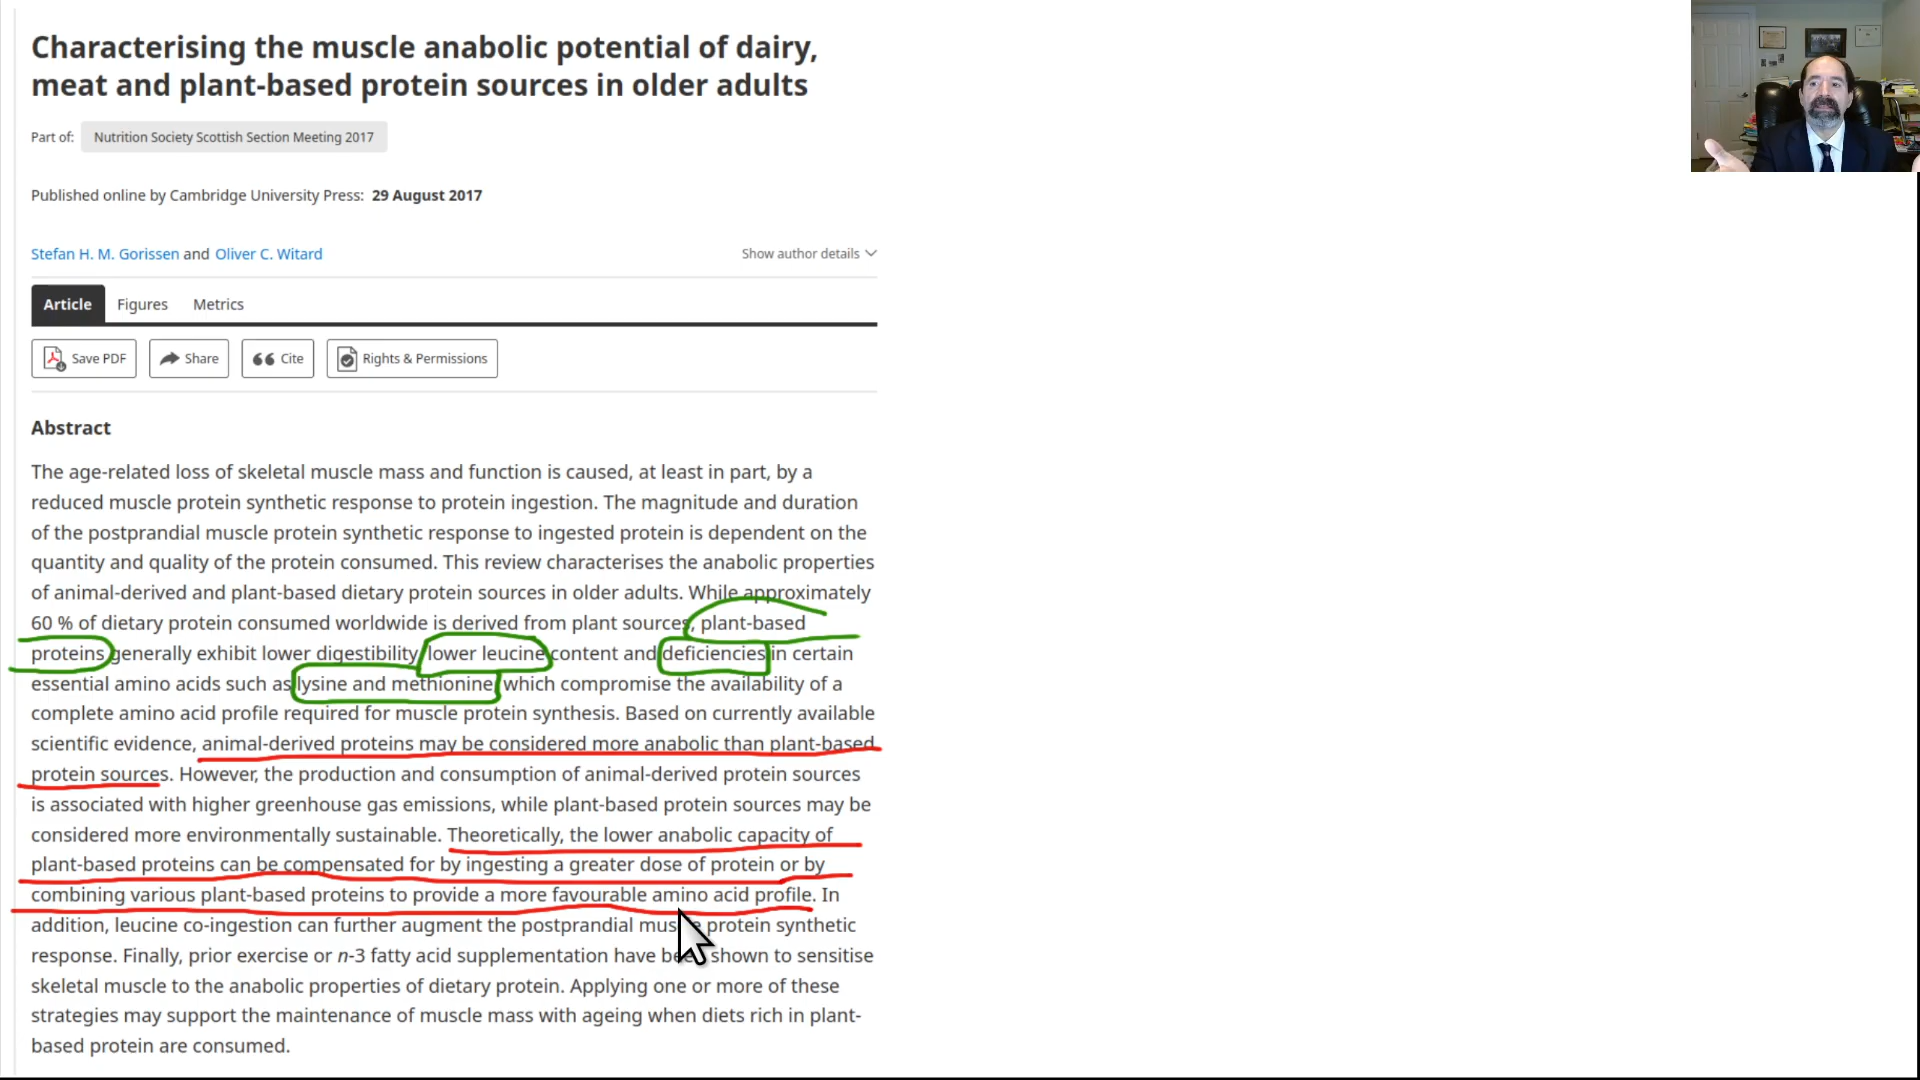 Characterising the muscle anabolic potential of dairy,
meat and plant-based protein sources in older adults
Part of: Nutrition Society Scottish Section Meeting 2017
Published online by Cambridge University Press: 29 August 2017
Stefan H. M. Gorissen and Oliver C. Witard Show author details
Article Figures Metrics
Save PDF Share Cite Rights & Permissions
Abstract
The age-related loss of skeletal muscle mass and function is caused, at least in part, by a
reduced muscle protein synthetic response to protein ingestion. The magnitude and duration
of the postprandial muscle protein synthetic response to ingested protein is dependent on the
quantity and quality of the protein consumed. This review characterises the anabolic properties
of animal-derived and plant-based dietary protein sources in older adults. While approximately
60 % of dietary protein consumed worldwide is derived from plant sources, plant-based
proteins generally exhibit lower digestibility, lower leucine content and deficiencies in certain
essential amino acids such as lysine and methionine, which compromise the availability of a
complete amino acid profile required for muscle protein synthesis. Based on currently available
scientific evidence, animal-derived proteins may be considered more anabolic than plant-based
protein sources. However, the production and consumption of animal-derived protein sources
is associated with higher greenhouse gas emissions, while plant-based protein sources may be
considered more environmentally sustainable. Theoretically, the lower anabolic capacity of
plant-based proteins can be compensated for by ingesting a greater dose of protein or by
combining various plant-based proteins to provide a more favourable amino acid profile. In
addition, leucine co-ingestion can further augment the postprandial muscle protein synthetic
response. Finally, prior exercise or n-3 fatty acid supplementation have been shown to sensitise
skeletal muscle to the anabolic properties of dietary protein. Applying one or more of these
strategies may support the maintenance of muscle mass with ageing when diets rich in plant-
based protein are consumed.